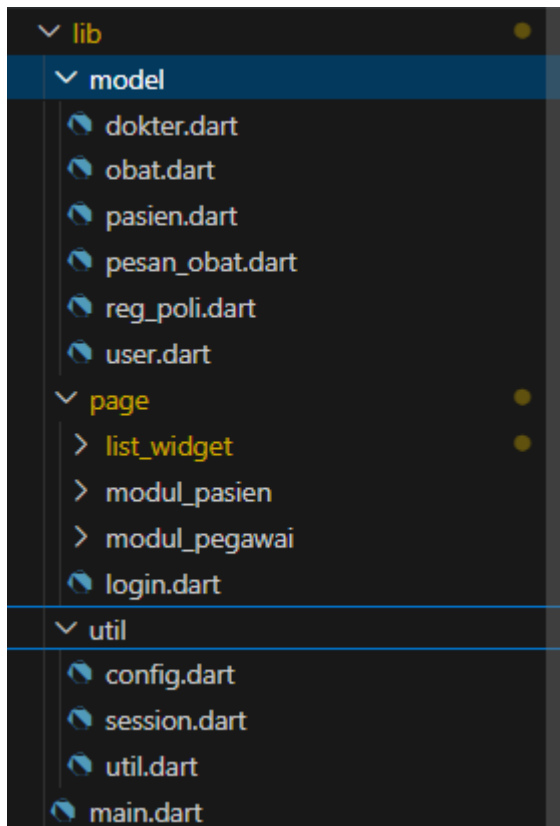 lib
model
dokter.dart
obat.dart
pasien.dart
pesan_obat.dart
reg_poli.dart
user.dart
page
list_widget
modul_pasien
modul_pegawai
login.dart
util
config.dart
session.dart
util.dart
main.dart